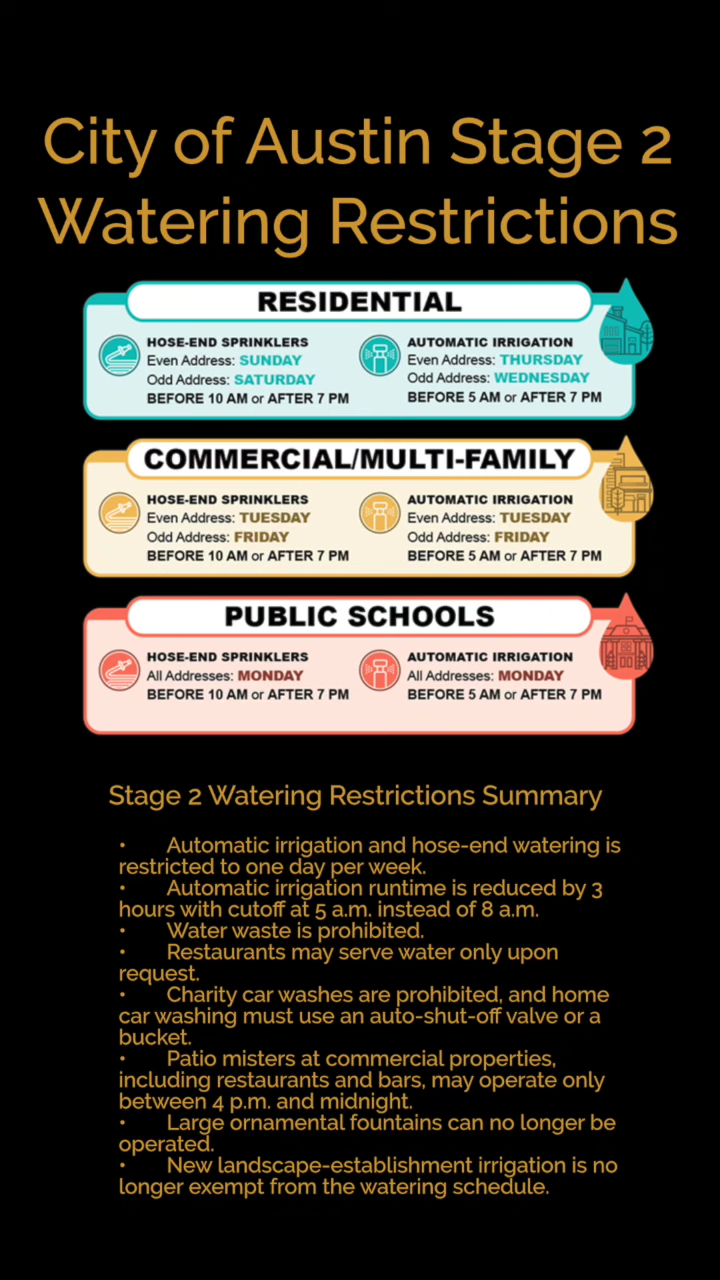 City of Austin Stage 2
Watering Restrictions
RESIDENTIAL
HOSE-END SPRINKLERS
Even Address: SUNDAY
Odd Address: SATURDAY
BEFORE 10 AM or AFTER 7 PM
AUTOMATIC IRRIGATION
Even Address: THURSDAY
Odd Address: WEDNESDAY
BEFORE 5 AM or AFTER 7 PM
COMMERCIAL/MULTI-FAMILY
HOSE-END SPRINKLERS
Even Address: TUESDAY
Odd Address: FRIDAY
BEFORE 10 AM or AFTER 7 PM
AUTOMATIC IRRIGATION
Even Address: TUESDAY
Odd Address: FRIDAY
BEFORE 5 AM or AFTER 7 PM
PUBLIC SCHOOLS
HOSE-END SPRINKLERS
All Addresses: MONDAY
BEFORE 10 AM or AFTER 7 PM
AUTOMATIC IRRIGATION
All Addresses: MONDAY
BEFORE 5 AM or AFTER 7 PM
Stage 2 Watering Restrictions Summary
• Automatic irrigation and hose-end watering is
restricted to one day per week.
• Automatic irrigation runtime is reduced by 3
hours with cutoff at 5 a.m. instead of 8 a.m.
• Water waste is prohibited.
• Restaurants may serve water only upon
request.
• Charity car washes are prohibited, and home
car washing must use an auto-shut-off valve or a
bucket.
• Patio misters at commercial properties,
including restaurants and bars, may operate only
between 4 p.m. and midnight.
• Large ornamental fountains can no longer be
operated.
• New landscape-establishment irrigation is no
longer exempt from the watering schedule.